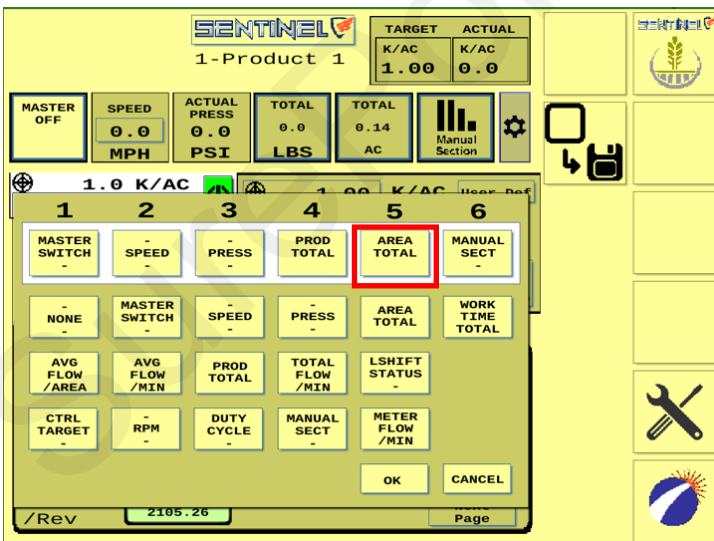 SENTINEL
SENTINEL
1-Product 1
TARGET ACTUAL
K/AC K/AC
1.00 0.0
MASTER
OFF
SPEED
0.0
MPH
ACTUAL
PRESS
0.0
PSI
TOTAL
0.0
LBS
TOTAL
0.14
AC
Manual
Section
1.0 K/AC
1.00 K/AC User Def
1 2 3 4 5 6
MASTER
SWITCH
-
-
SPEED
-
-
PRESS
-
PROD
TOTAL
AREA
TOTAL
MANUAL
SECT
-
-
NONE
-
MASTER
SWITCH
-
-
SPEED
-
-
PRESS
-
AREA
TOTAL
WORK
TIME
TOTAL
AVG
FLOW
/AREA
AVG
FLOW
/MIN
PROD
TOTAL
TOTAL
FLOW
/MIN
LSHIFT
STATUS
-
CTRL
TARGET
-
-
RPM
-
DUTY
CYCLE
-
MANUAL
SECT
-
METER
FLOW
/MIN
OK CANCEL
/Rev
2105.26
Next
Page